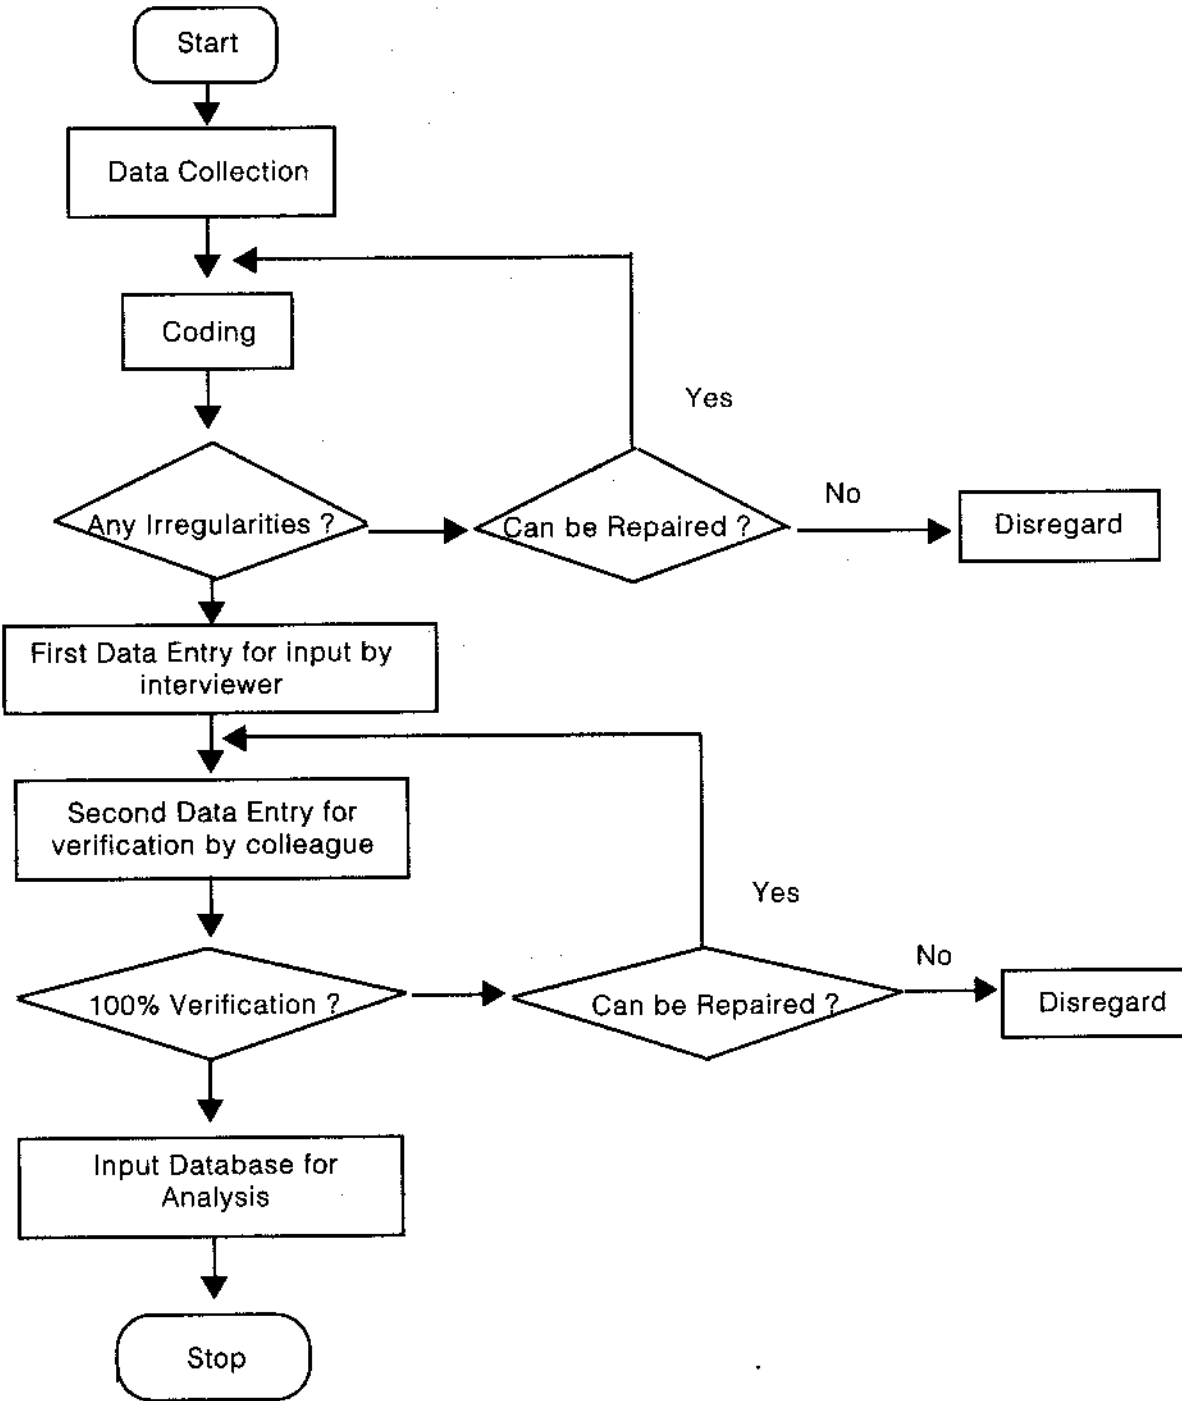 Start
Data Collection
Coding
Yes
Any Irregularities ?
Can be Repaired ?
No
Disregard
First Data Entry for input by
interviewer
Second Data Entry for
verification by colleague
Yes
100% Verification ?
Can be Repaired ?
No
Disregard
Input Database for
Analysis
Stop